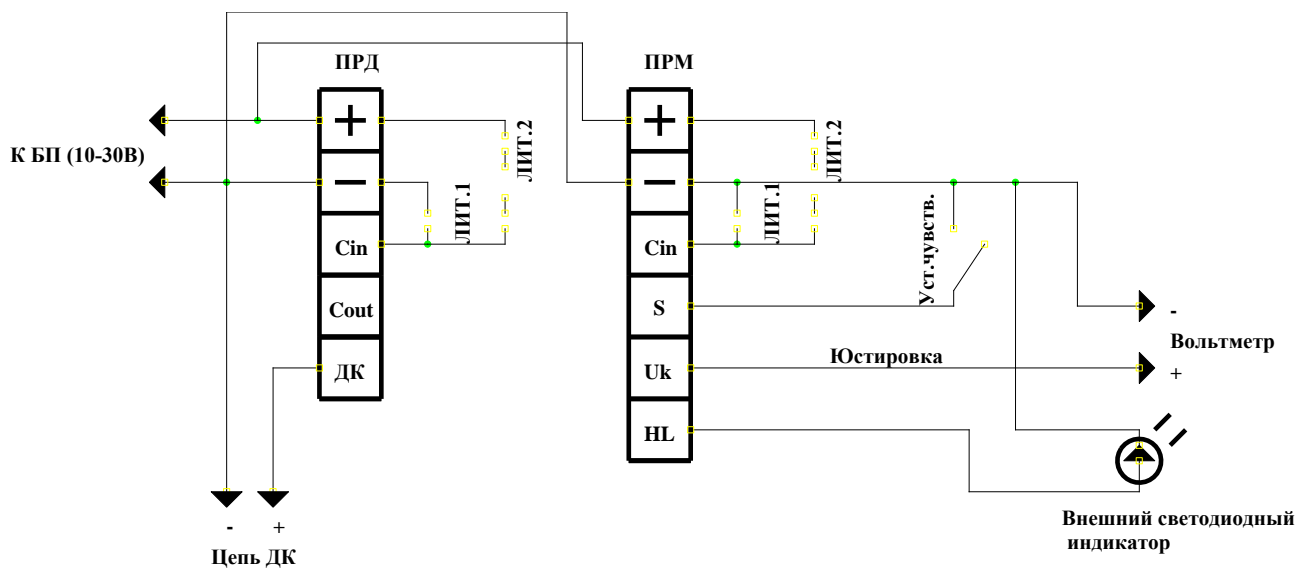 ПРД
ПРМ
К БП (10-30В)
+
−
Cin
Cout
ДК
ЛИТ.1
ЛИТ.2
+
−
Cin
S
Uk
HL
ЛИТ.1
ЛИТ.2
Уст.чувств.
Юстировка
-
Вольтметр
+
Внешний светодиодный
индикатор
- +
Цепь ДК